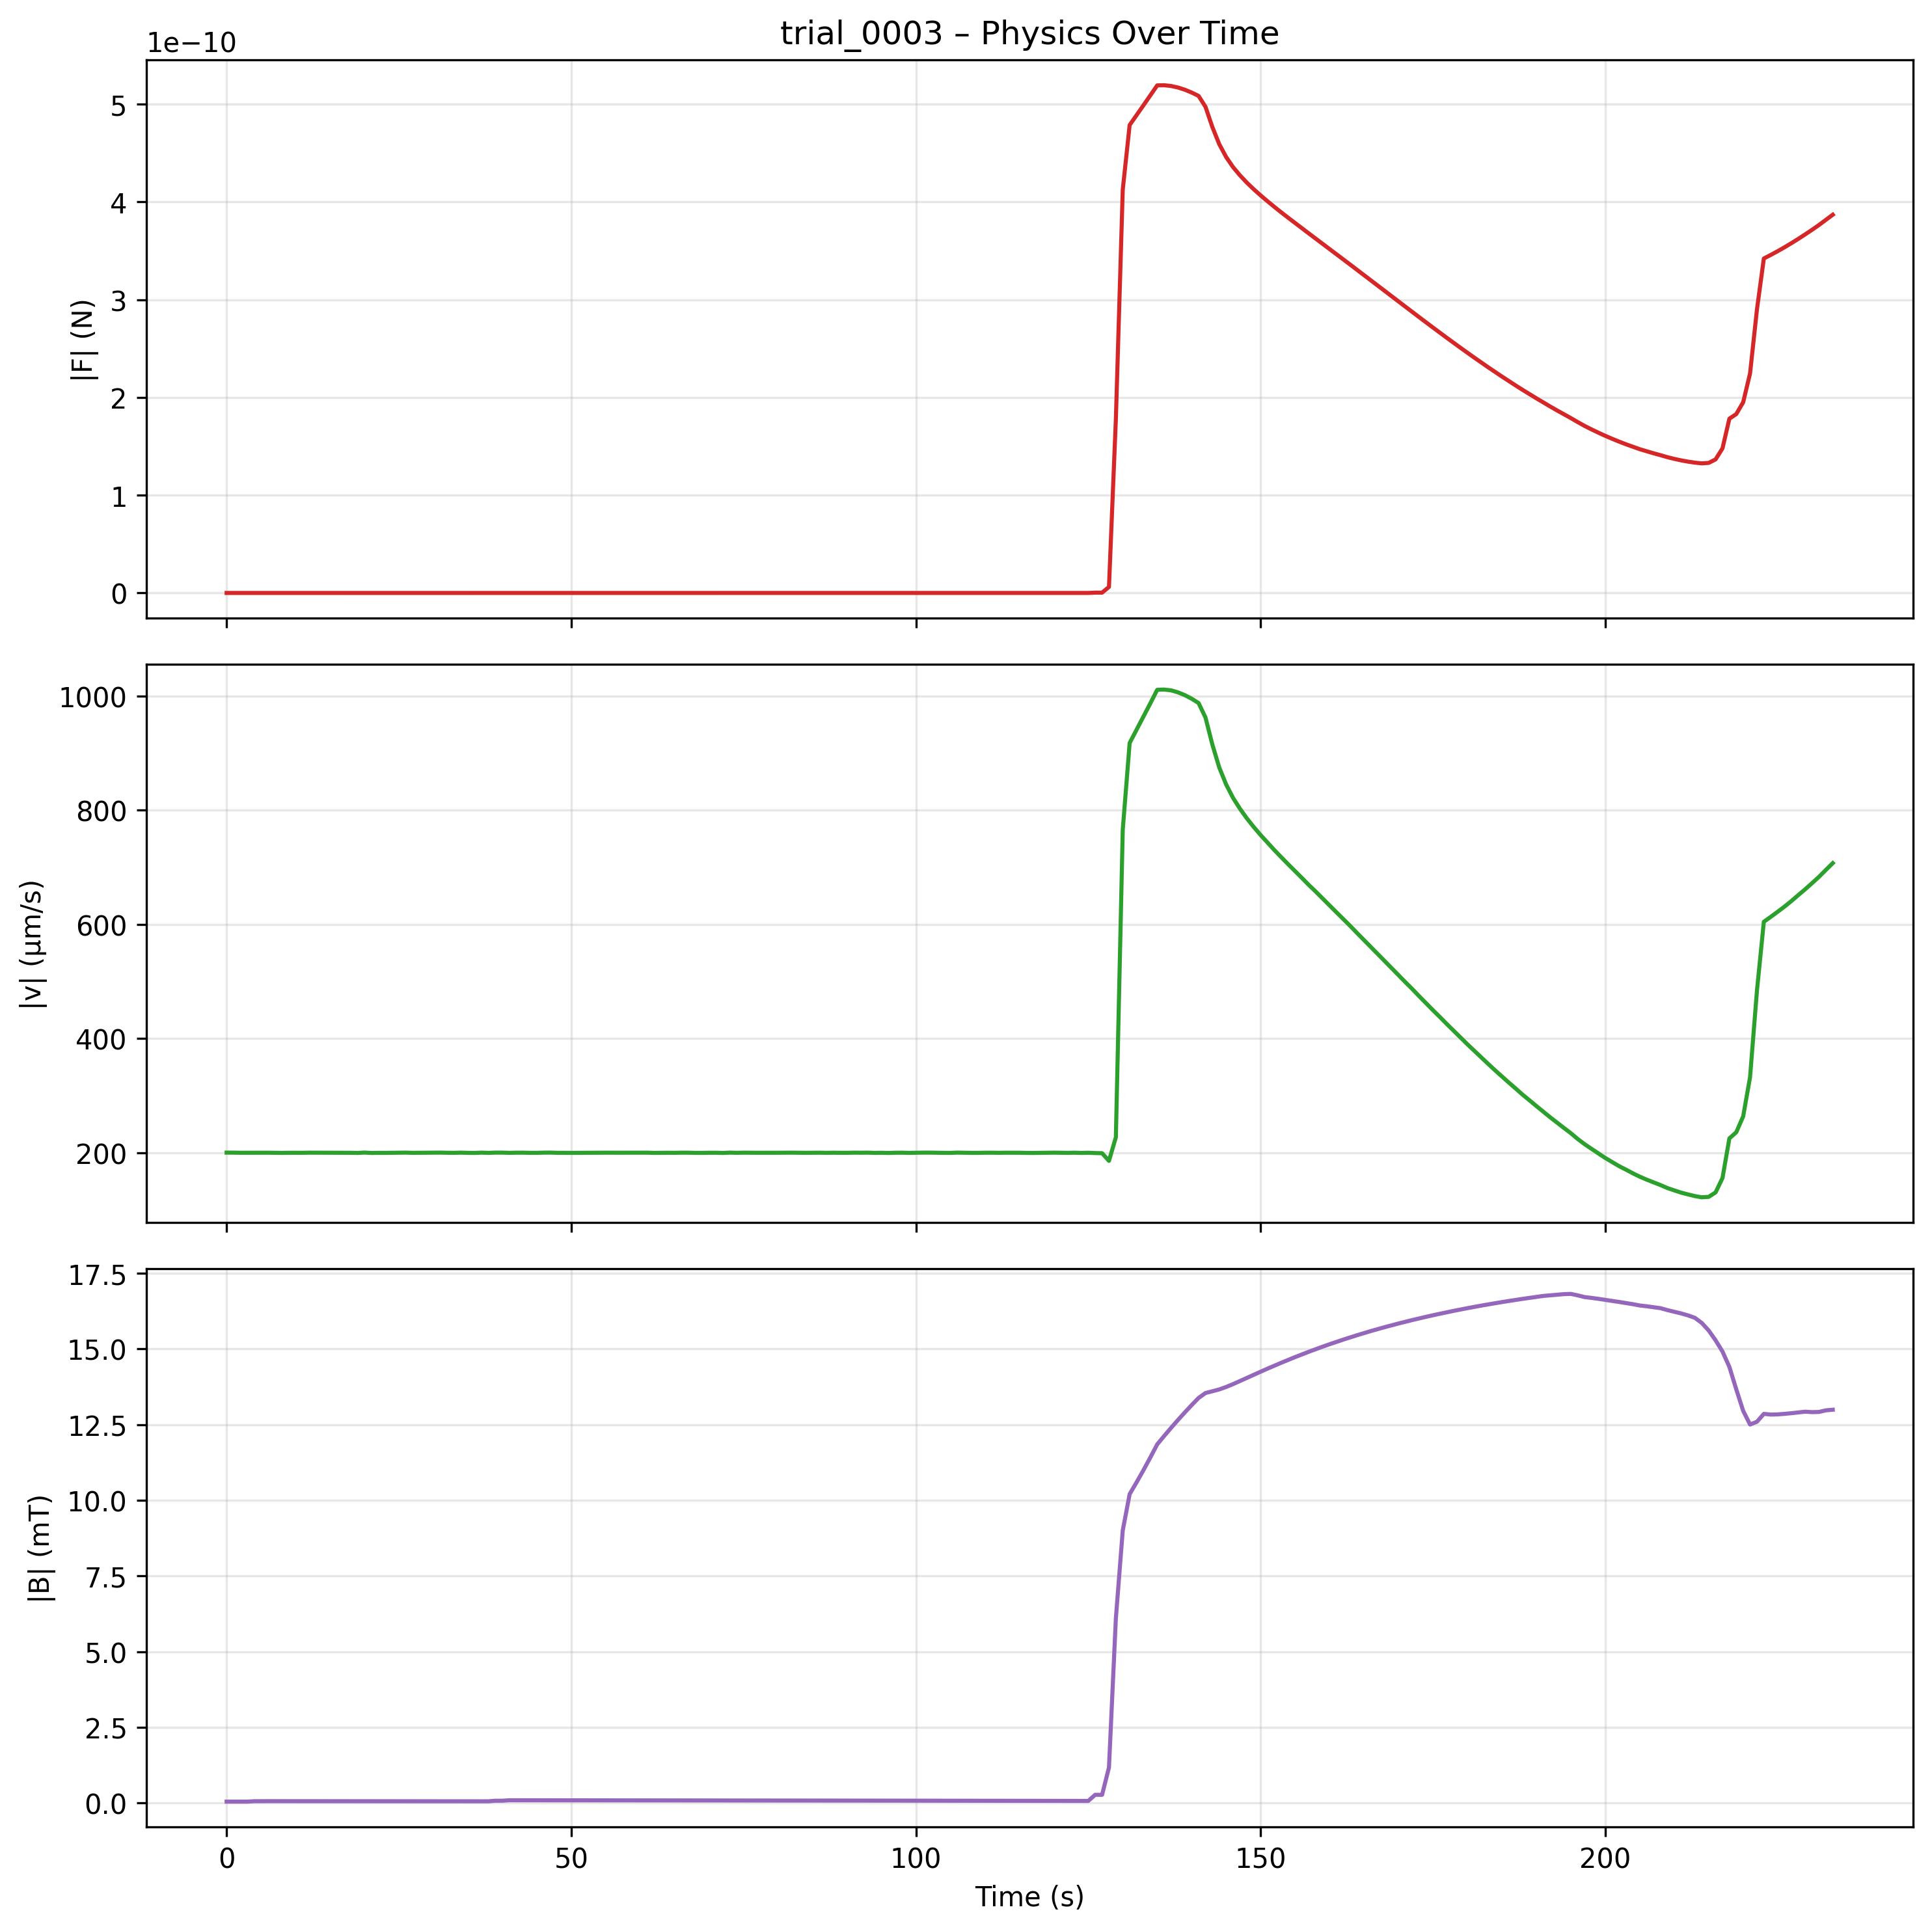 trial_0003 – Physics Over Time
1e−10
5
4
3
2
1
0
|F| (N)
1000
800
600
400
200
|v| (µm/s)
17.5
15.0
12.5
10.0
7.5
5.0
2.5
0.0
|B| (mT)
0 50 100 150 200
Time (s)